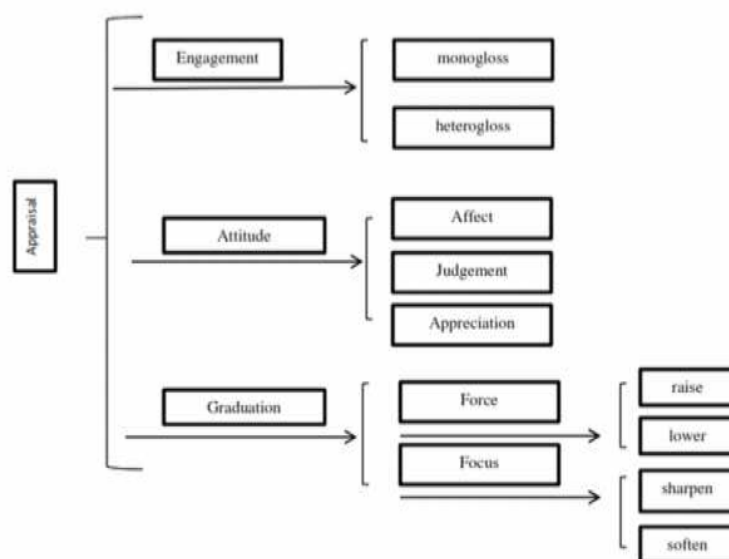 Appraisal
Engagement
monogloss
heterogloss
Attitude
Affect
Judgement
Appreciation
Graduation
Force
raise
lower
Focus
sharpen
soften